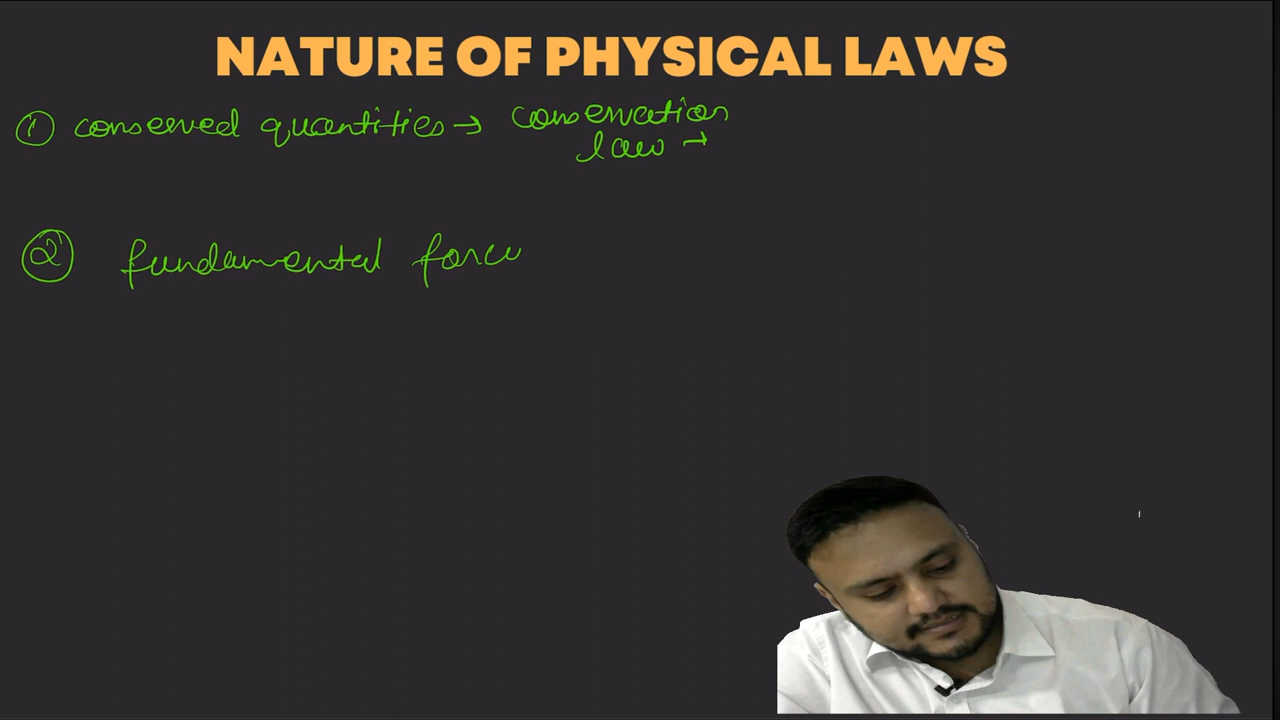 NATURE OF PHYSICAL LAWS
① conserved quantities → conservation
law →
② fundamental force